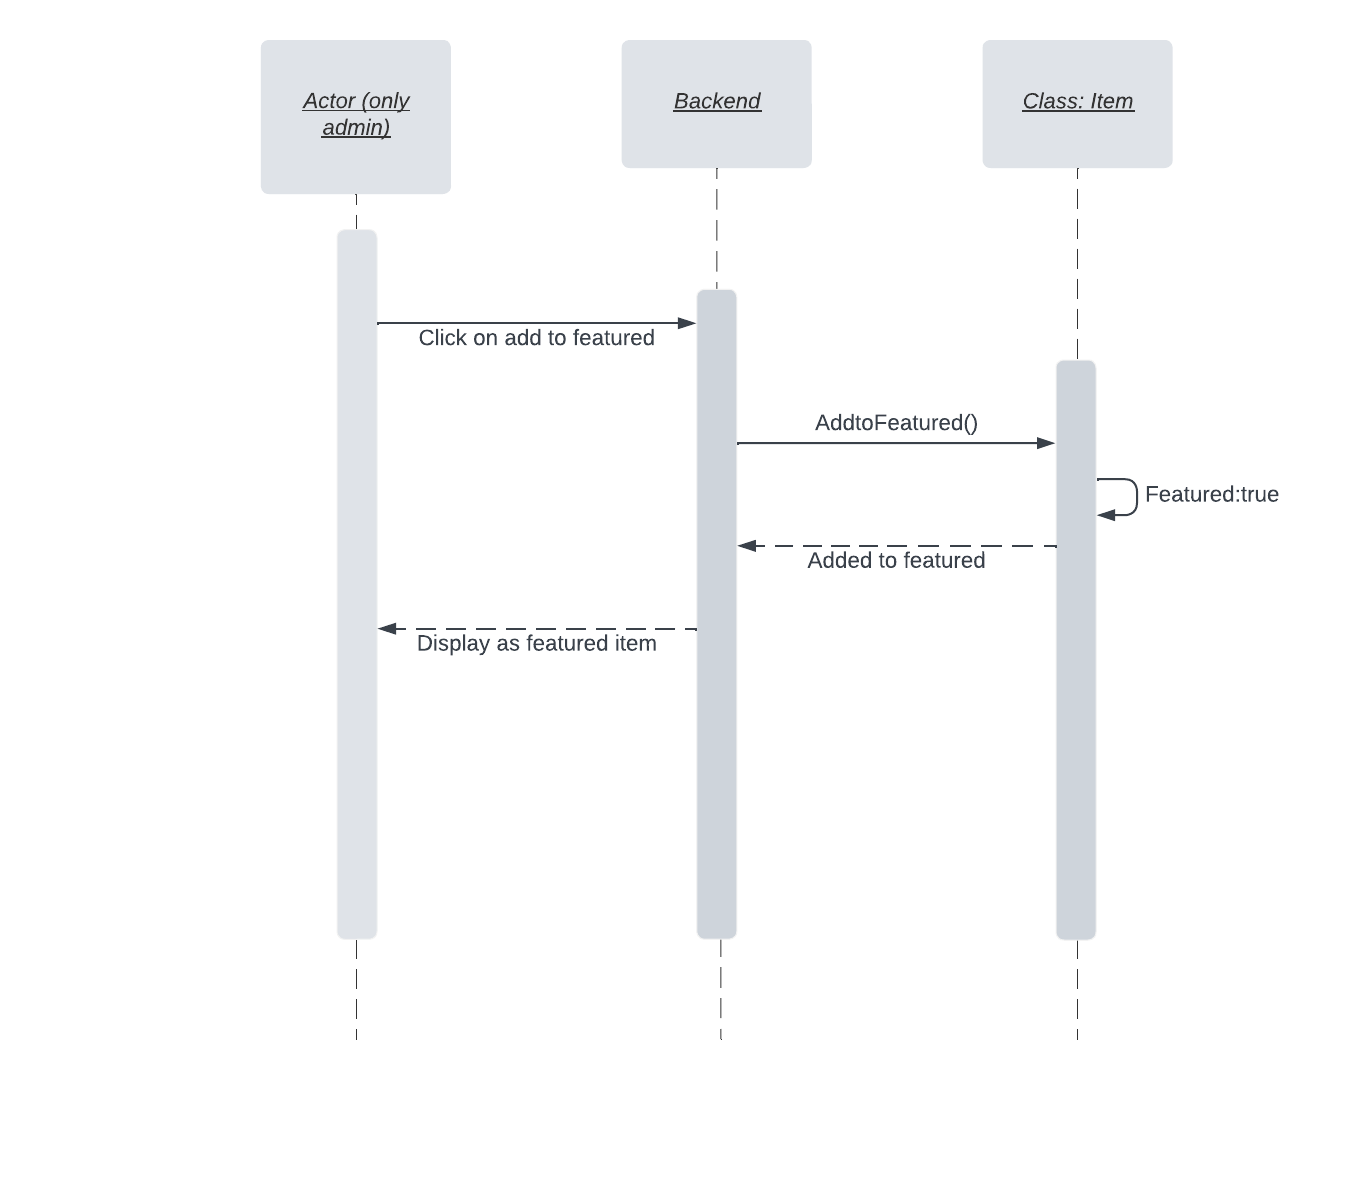 Actor (only
admin)
Backend
Class: Item
Click on add to featured
AddtoFeatured()
Featured:true
Added to featured
Display as featured item